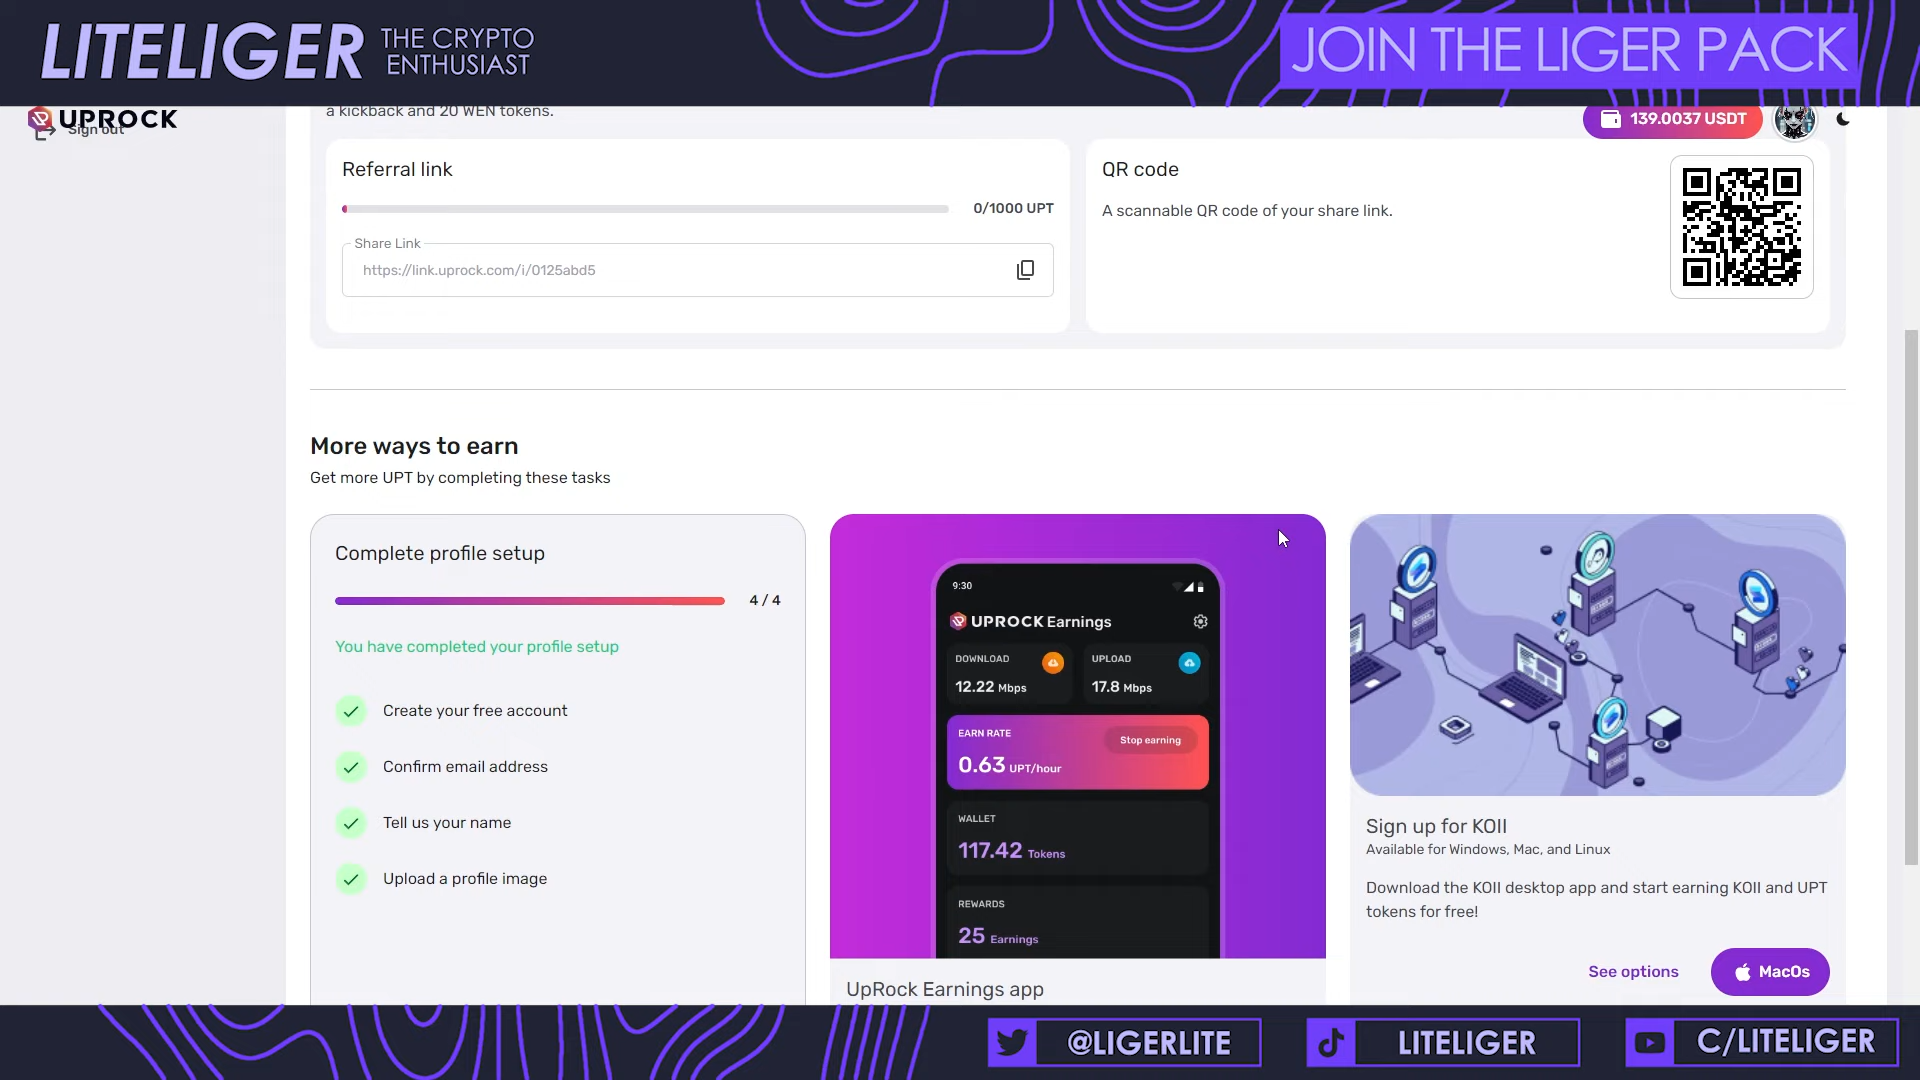 LITELIGER
THE CRYPTO
ENTHUSIAST
JOIN THE LIGER PACK
UPROCK
Sign out
a kickback and 20 WEN tokens.
139.0037 USDT
Referral link
0/1000 UPT
Share Link
https://link.uprock.com/i/0125abd5
QR code
A scannable QR code of your share link.
More ways to earn
Get more UPT by completing these tasks
Complete profile setup
4 / 4
You have completed your profile setup
Create your free account
Confirm email address
Tell us your name
Upload a profile image
9:30
UPROCK Earnings
DOWNLOAD
12.22 Mbps
UPLOAD
17.8 Mbps
EARN RATE
0.63 UPT/hour
Stop earning
WALLET
117.42 Tokens
REWARDS
25 Earnings
UpRock Earnings app
Sign up for KOII
Available for Windows, Mac, and Linux
Download the KOII desktop app and start earning KOII and UPT
tokens for free!
See options
MacOs
@LIGERLITE
LITELIGER
C/LITELIGER